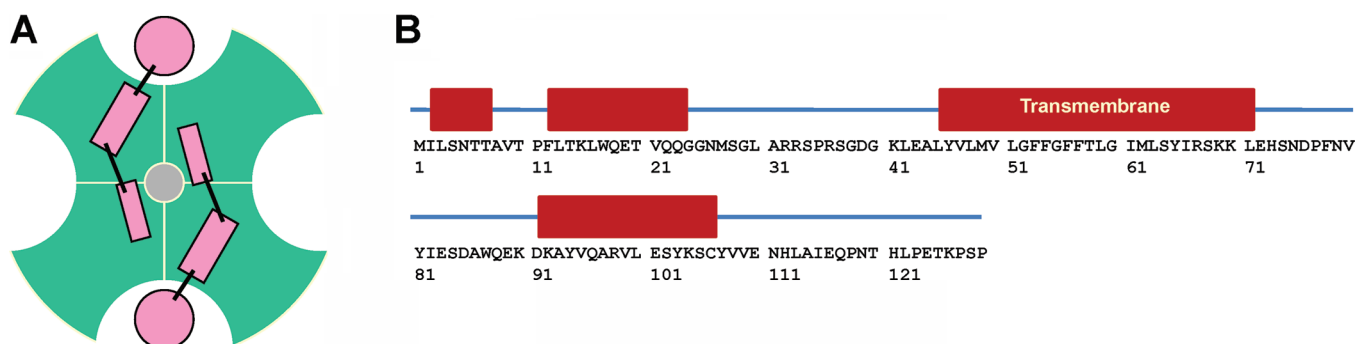 A
B
Transmembrane
MILSNTTAVT PFLTKLWQET VQQGGNMSGL ARRSPRSGDG KLEALYVLMV LGFFGFFTLG IMLSYIRSKK LEHSNDPFNV
1 11 21 31 41 51 61 71
YIESDAWQEK DKAYVQARVL ESYKSCYVVE NHLAIEQPNT HLPETKPSP
81 91 101 111 121